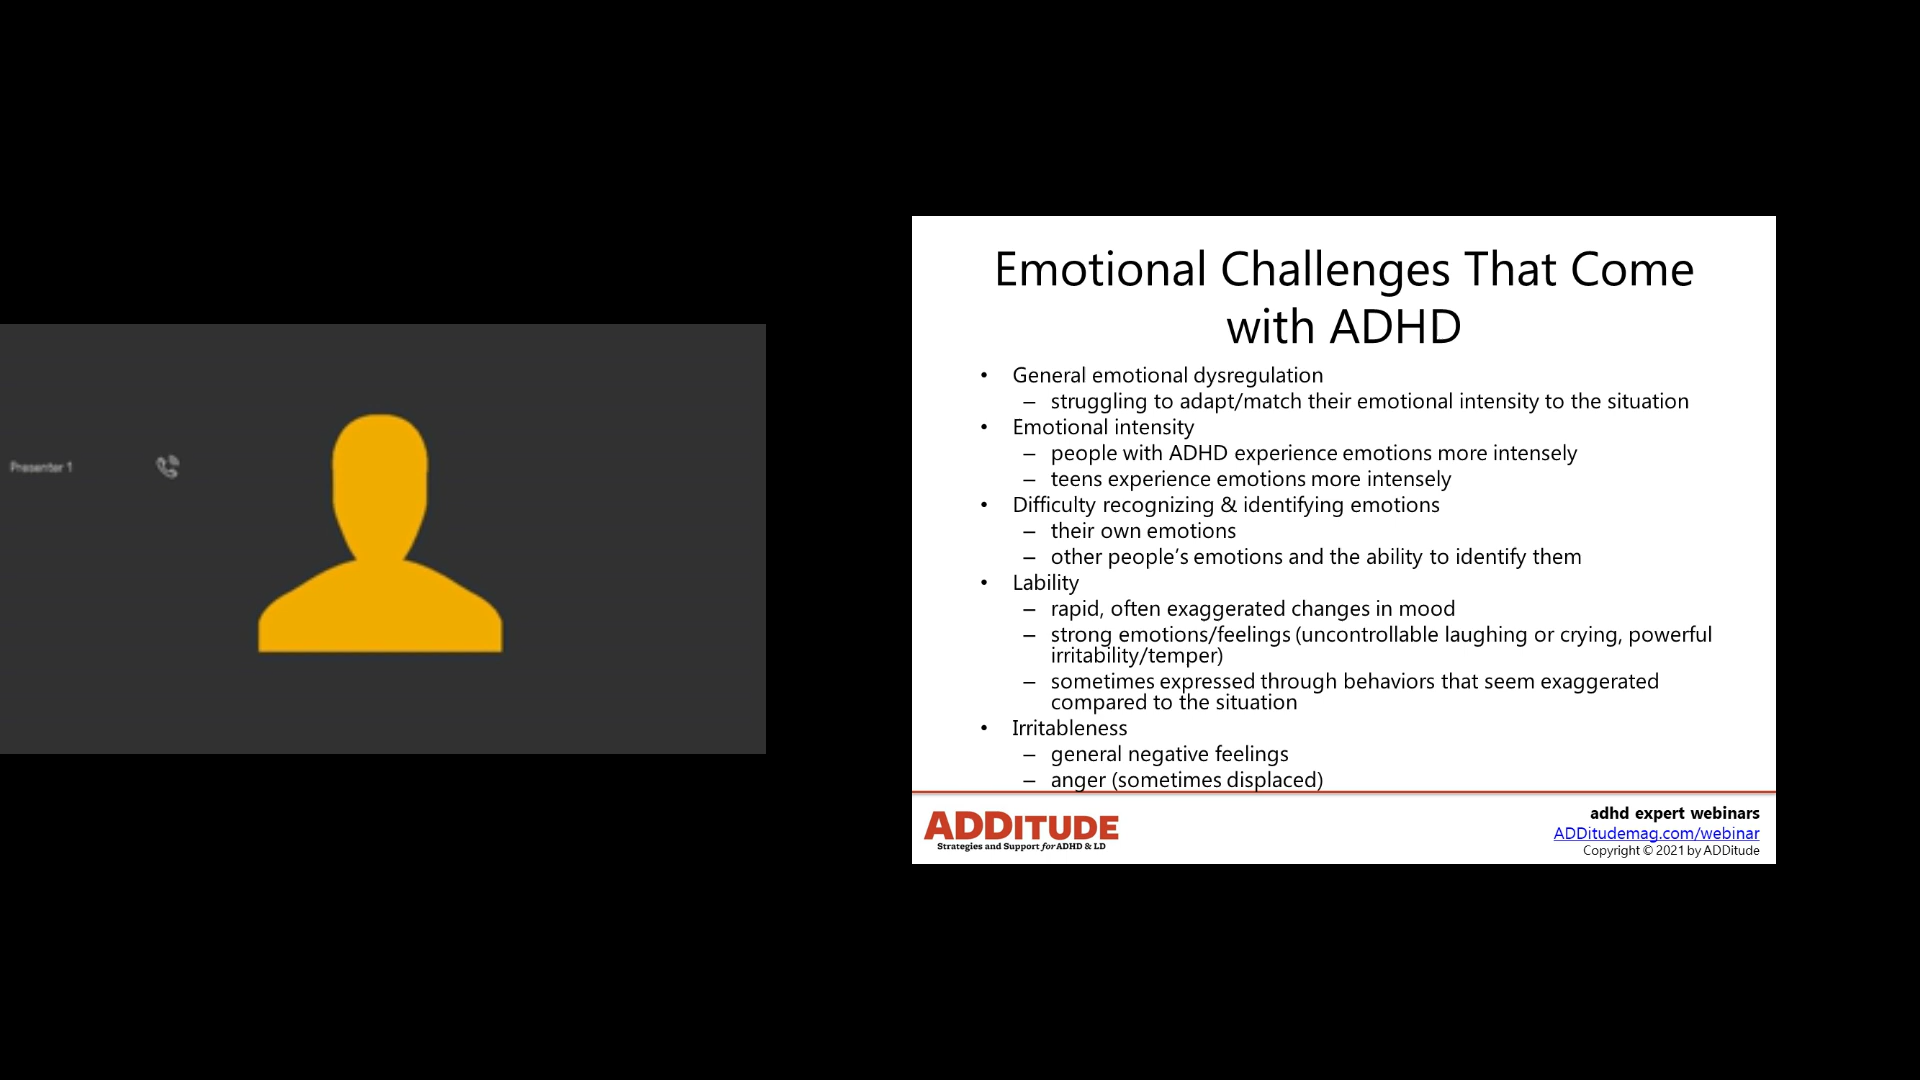 Presenter 1
Emotional Challenges That Come
with ADHD
• General emotional dysregulation
– struggling to adapt/match their emotional intensity to the situation
• Emotional intensity
– people with ADHD experience emotions more intensely
– teens experience emotions more intensely
• Difficulty recognizing & identifying emotions
– their own emotions
– other people’s emotions and the ability to identify them
• Lability
– rapid, often exaggerated changes in mood
– strong emotions/feelings (uncontrollable laughing or crying, powerful
irritability/temper)
– sometimes expressed through behaviors that seem exaggerated
compared to the situation
• Irritableness
– general negative feelings
– anger (sometimes displaced)
ADDITUDE
Strategies and Support for ADHD & LD
adhd expert webinars
ADDitudemag.com/webinar
Copyright © 2021 by ADDitude